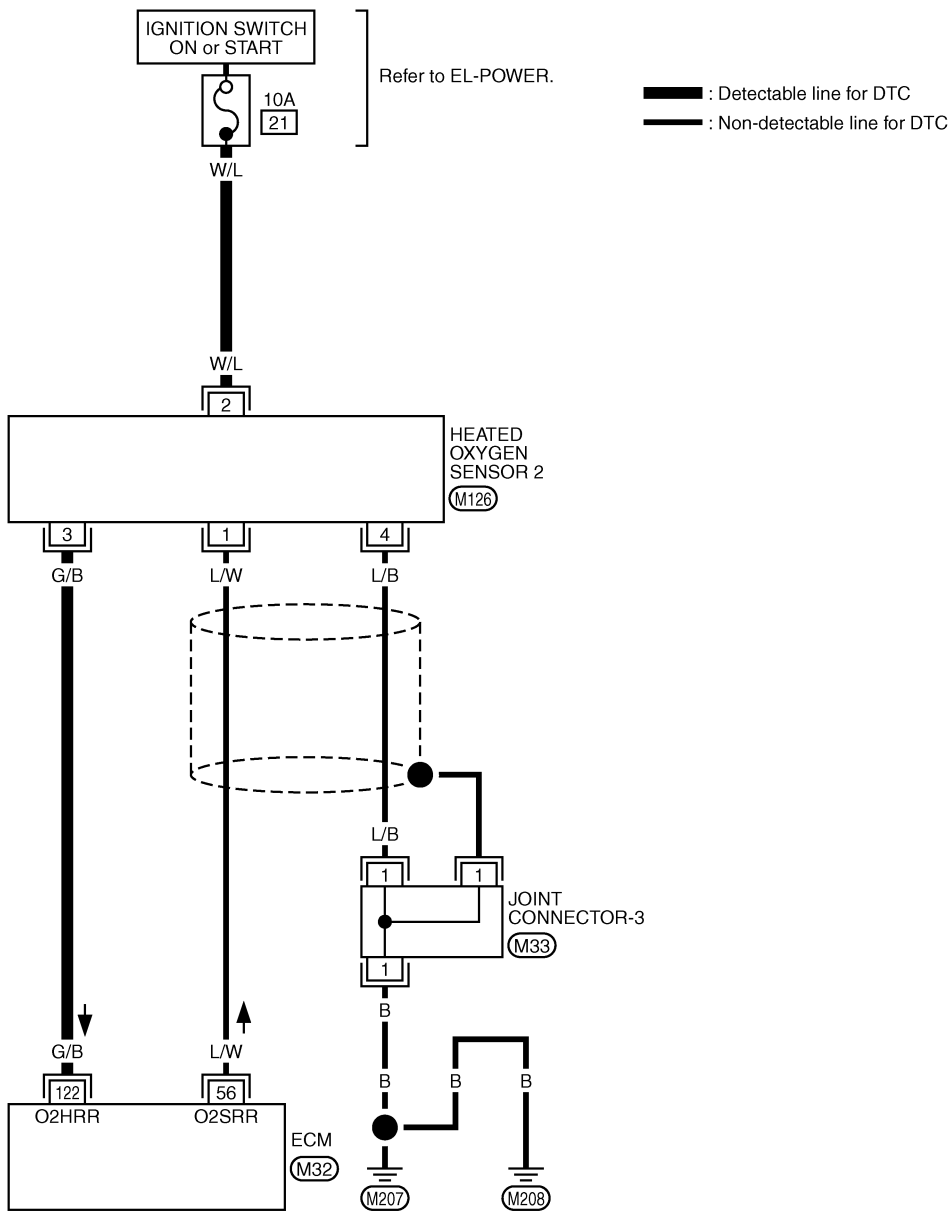 IGNITION SWITCH
ON or START
Refer to EL-POWER.
10A
21
: Detectable line for DTC
: Non-detectable line for DTC
W/L
W/L
2
HEATED
OXYGEN
SENSOR 2
M126
3
1
4
G/B
L/W
L/B
L/B
1
1
JOINT
CONNECTOR-3
M33
1
B
G/B
L/W
B
B
B
122
56
O2HRR
O2SRR
ECM
M32
M207
M208